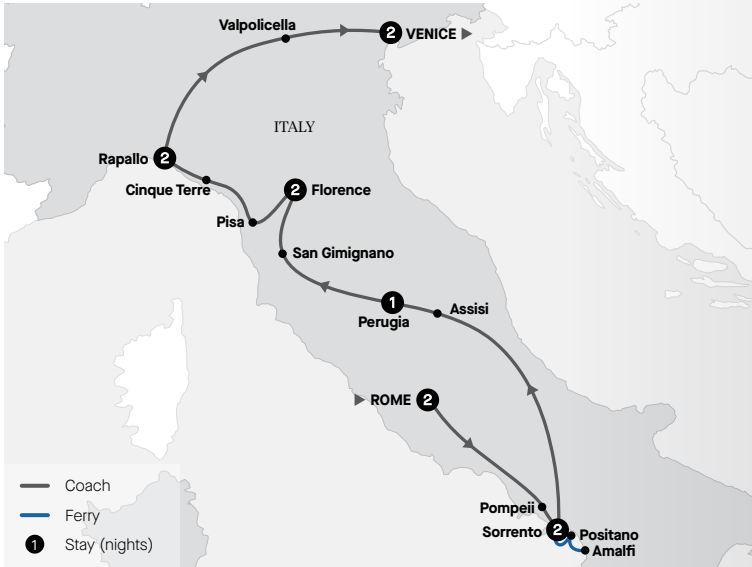 Valpolicella
2 VENICE
ITALY
Rapallo 2
Cinque Terre
2 Florence
Pisa
San Gimignano
1
Assisi
Perugia
ROME 2
Pompeii
Sorrento 2
Positano
Amalfi
Coach
Ferry
1 Stay (nights)